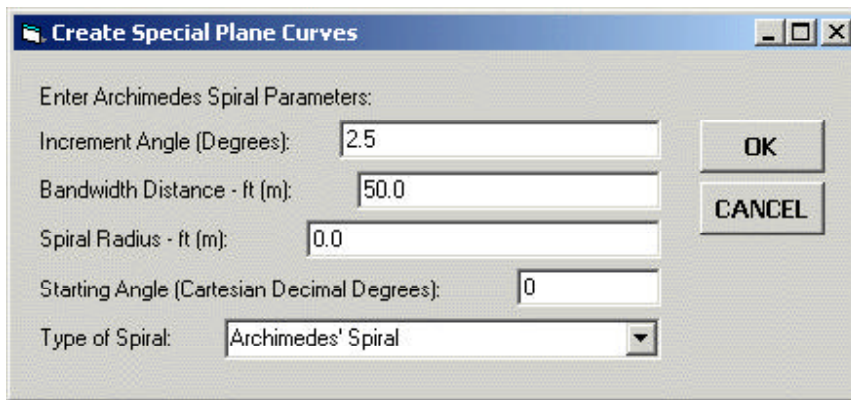 Create Special Plane Curves
Enter Archimedes Spiral Parameters:
Increment Angle (Degrees): 2.5
OK
Bandwidth Distance - ft (m): 50.0
CANCEL
Spiral Radius - ft (m): 0.0
Starting Angle (Cartesian Decimal Degrees): 0
Type of Spiral: Archimedes' Spiral